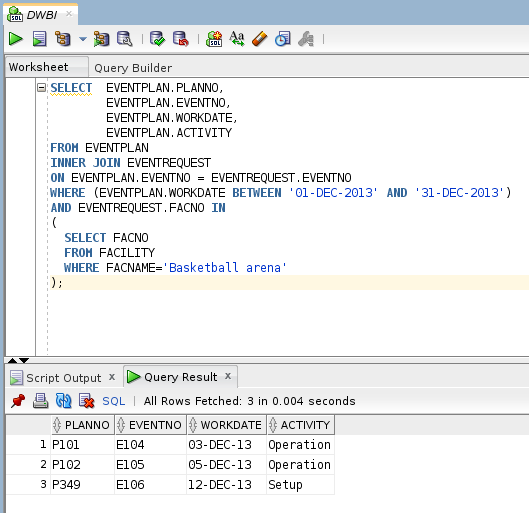 DWBI
Worksheet Query Builder
SELECT EVENTPLAN.PLANNO,
EVENTPLAN.EVENTNO,
EVENTPLAN.WORKDATE,
EVENTPLAN.ACTIVITY
FROM EVENTPLAN
INNER JOIN EVENTREQUEST
ON EVENTPLAN.EVENTNO = EVENTREQUEST.EVENTNO
WHERE (EVENTPLAN.WORKDATE BETWEEN '01-DEC-2013' AND '31-DEC-2013')
AND EVENTREQUEST.FACNO IN
(
SELECT FACNO
FROM FACILITY
WHERE FACNAME='Basketball arena'
);
Script Output x Query Result x
SQL | All Rows Fetched: 3 in 0.004 seconds
PLANNO EVENTNO WORKDATE ACTIVITY
1 P101 E104 03-DEC-13 Operation
2 P102 E105 05-DEC-13 Operation
3 P349 E106 12-DEC-13 Setup